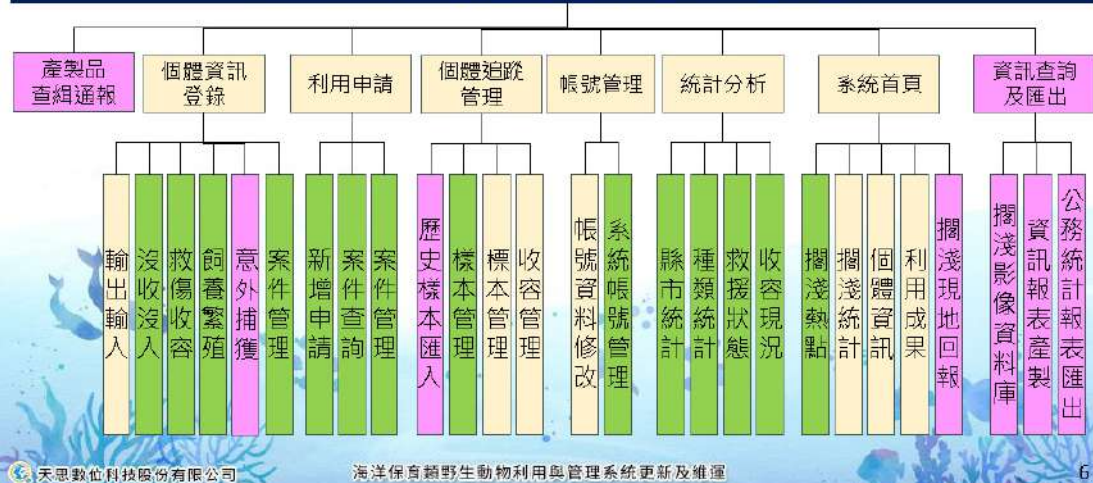 產製品
查緝通報
個體資訊
登錄
利用申請
個體追蹤
管理
帳號管理
統計分析
系統首頁
資訊查詢
及匯出
輸出輸入
沒收沒入
救傷收容
飼養繁殖
意外捕獲
案件管理
新增申請
案件查詢
案件管理
歷史樣本匯入
樣本管理
標本管理
收容管理
帳號資料修改
系統帳號管理
縣市統計
種類統計
救援狀態
收容現況
擱淺熱點
擱淺統計
個體資訊
利用成果
擱淺現地回報
擱淺影像資料庫
資訊報表產製
公務統計報表匯出
天思數位科技股份有限公司
海洋保育類野生動物利用與管理系統更新及維運
6